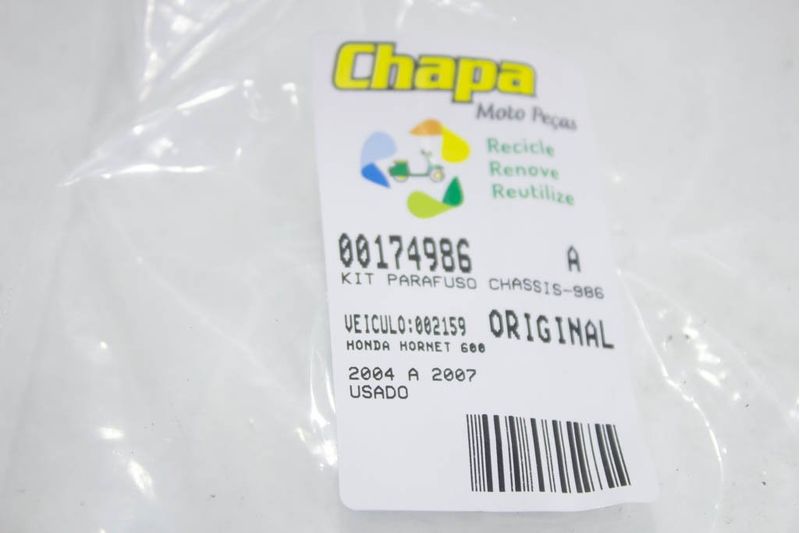 Chapa
Moto Peças
Recicle
Renove
Reutilize
00174986 A
KIT PARAFUSO CHASSIS-986
VEICULO:002159 ORIGINAL
HONDA HORNET 600
2004 A 2007
USADO